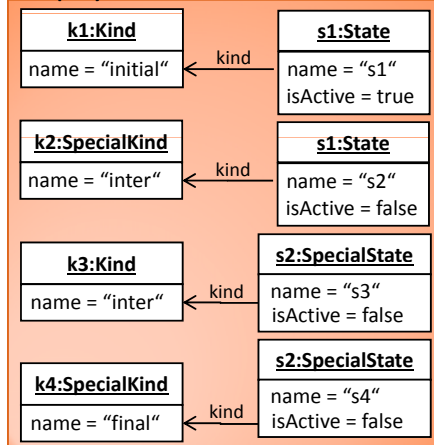 k1:Kind
name = "initial"
kind
s1:State
name = "s1"
isActive = true
k2:SpecialKind
name = "inter"
kind
s1:State
name = "s2"
isActive = false
k3:Kind
name = "inter"
kind
s2:SpecialState
name = "s3"
isActive = false
k4:SpecialKind
name = "final"
kind
s2:SpecialState
name = "s4"
isActive = false